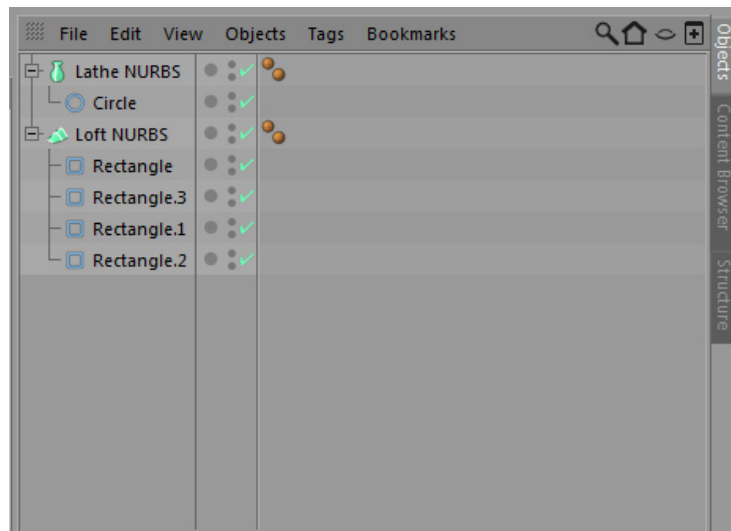 File Edit View Objects Tags Bookmarks
Lathe NURBS
Circle
Loft NURBS
Rectangle
Rectangle.3
Rectangle.1
Rectangle.2
Objects
Content Browser
Structure